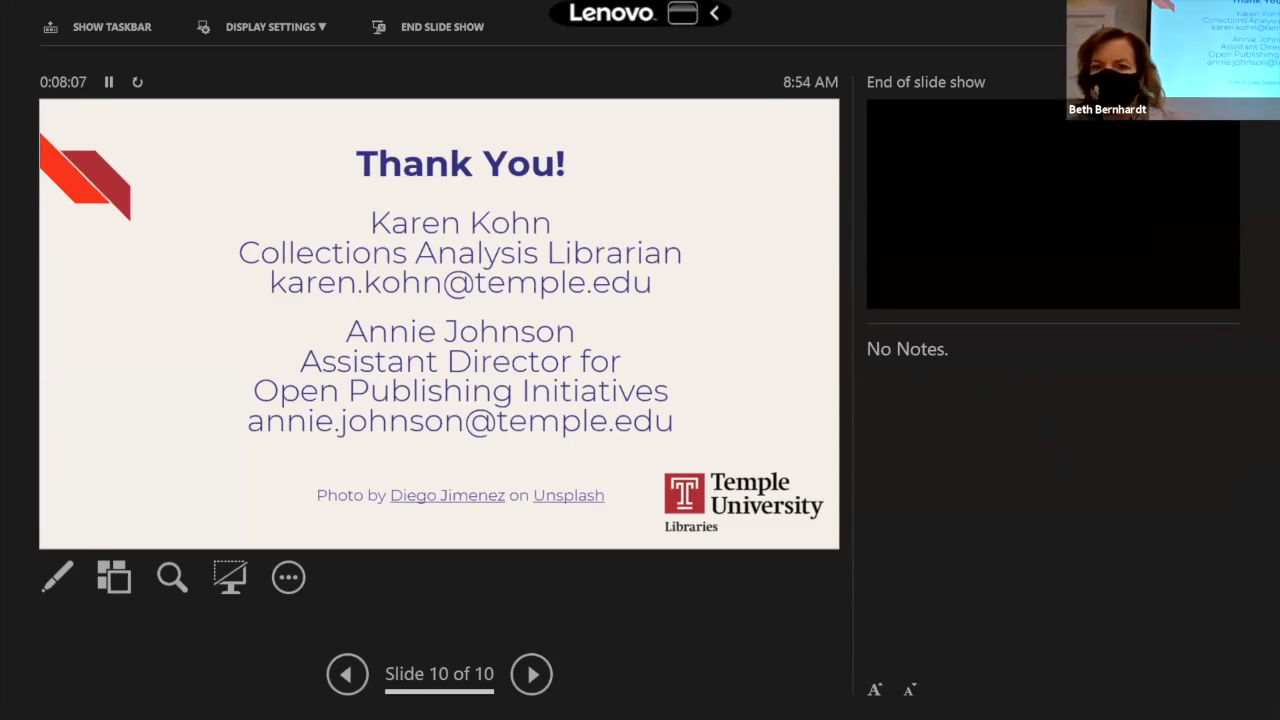 SHOW TASKBAR
DISPLAY SETTINGS ▼
END SLIDE SHOW
Lenovo
0:08:07
8:54 AM
End of slide show
Beth Bernhardt
Thank You!
Karen Kohn
Collections Analysis Librarian
karen.kohn@temple.edu
Annie Johnson
Assistant Director for
Open Publishing Initiatives
annie.johnson@temple.edu
Photo by Diego Jimenez on Unsplash
T
Temple
University
Libraries
No Notes.
Slide 10 of 10
A
A